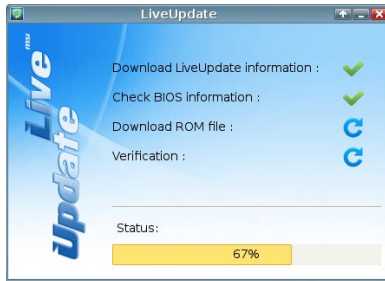 LiveUpdate
msi
Live
Update
Download LiveUpdate information :
Check BIOS information :
Download ROM file :
Verification :
Status:
67%